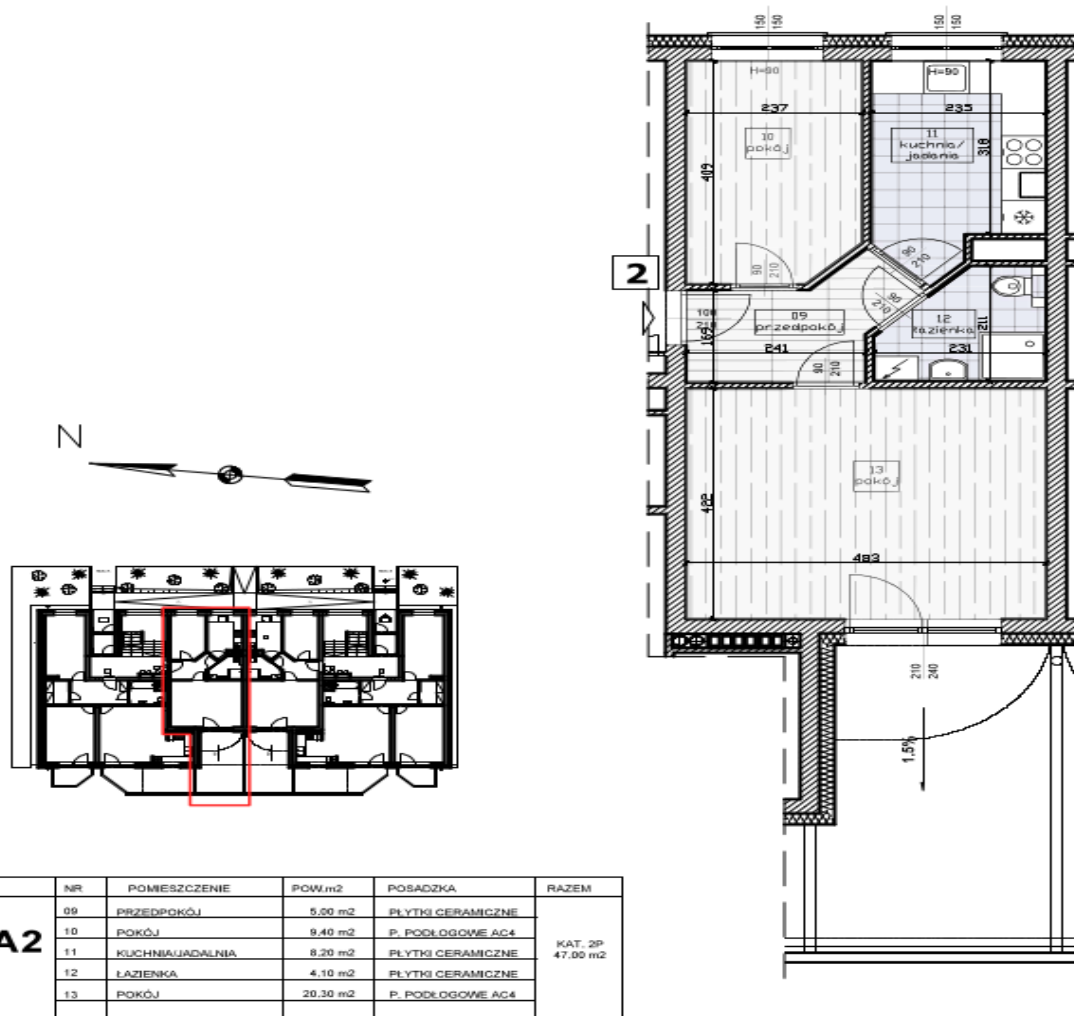 150
150
150
150
H=90
H=90
237
235
10
pokój
11
kuchnia/
jadania
318
409
90
210
90
210
2
90
210
09
przedpokój
12
łazienka
211
169
241
231
90
210
N
13
pokój
422
483
210
240
1.5%
NR POMIESZCZENIE POW.m2 POSADZKA RAZEM
A2
09 PRZEDPOKÓJ 5,00 m2 PŁYTKI CERAMICZNE
10 POKÓJ 9,40 m2 P. PODŁOGOWE AC4
11 KUCHNIA/JADALNIA 8,20 m2 PŁYTKI CERAMICZNE
KAT. 2P
47.00 m2
12 ŁAZIENKA 4,10 m2 PŁYTKI CERAMICZNE
13 POKÓJ 20,30 m2 P. PODŁOGOWE AC4